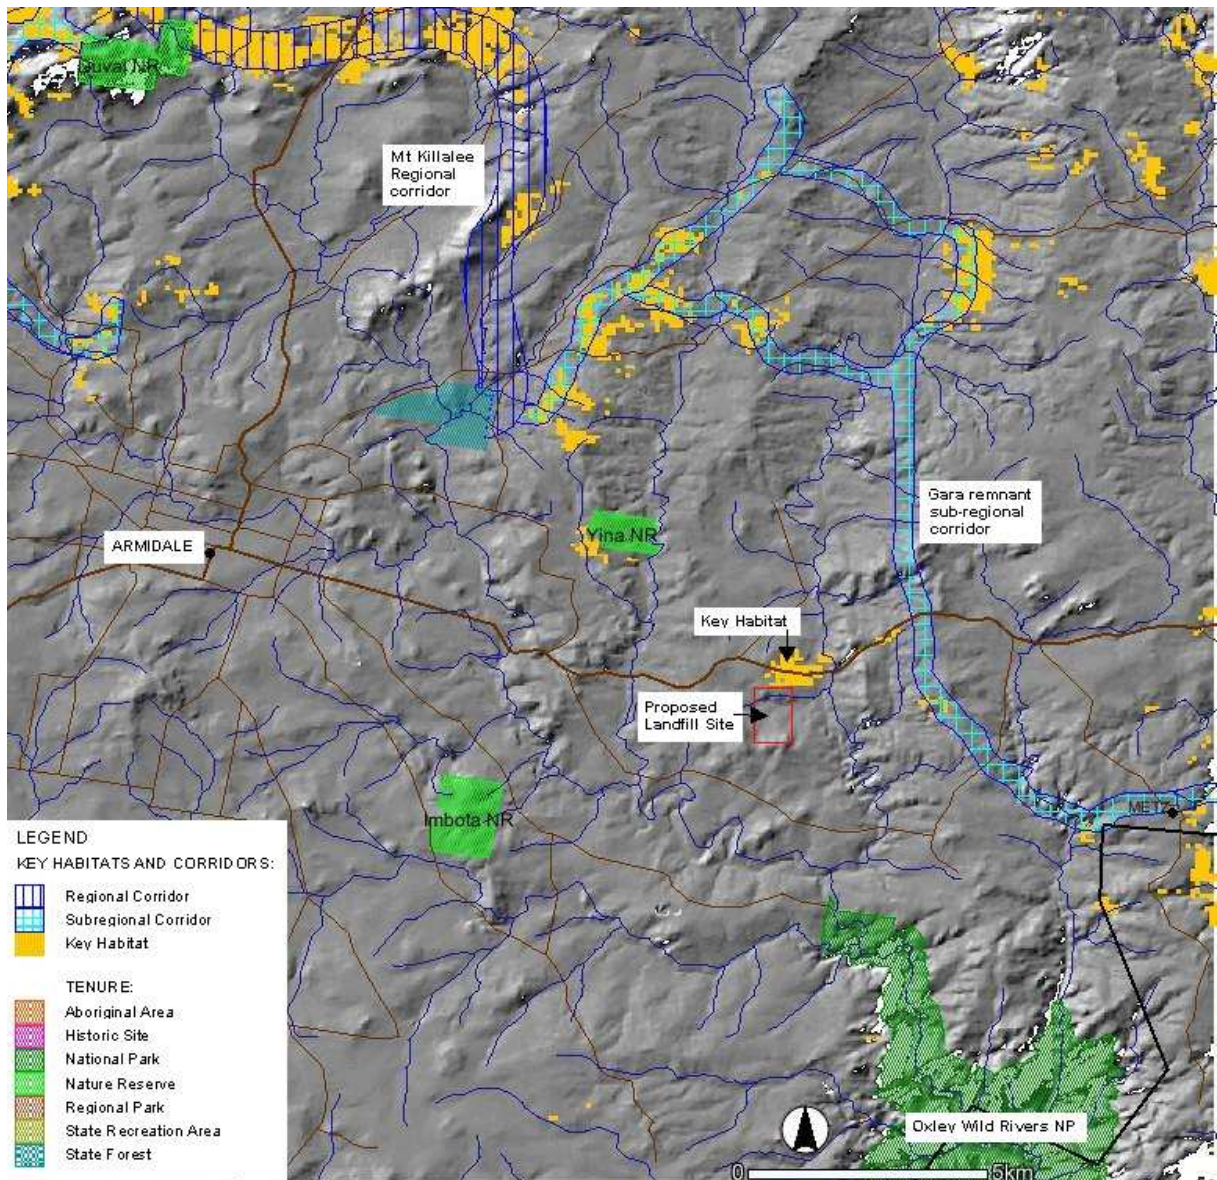 Duval NR
Mt Killalee
Regional
corridor
Gara remnant
sub-regional
corridor
ARMIDALE
Yina NR
Key Habitat
Proposed
Landfill Site
Imbota NR
METZ
LEGEND
KEY HABITATS AND CORRIDORS:
Regional Corridor
Subregional Corridor
Key Habitat
TENURE:
Aboriginal Area
Historic Site
National Park
Nature Reserve
Regional Park
State Recreation Area
State Forest
Oxley Wild Rivers NP
0
5km